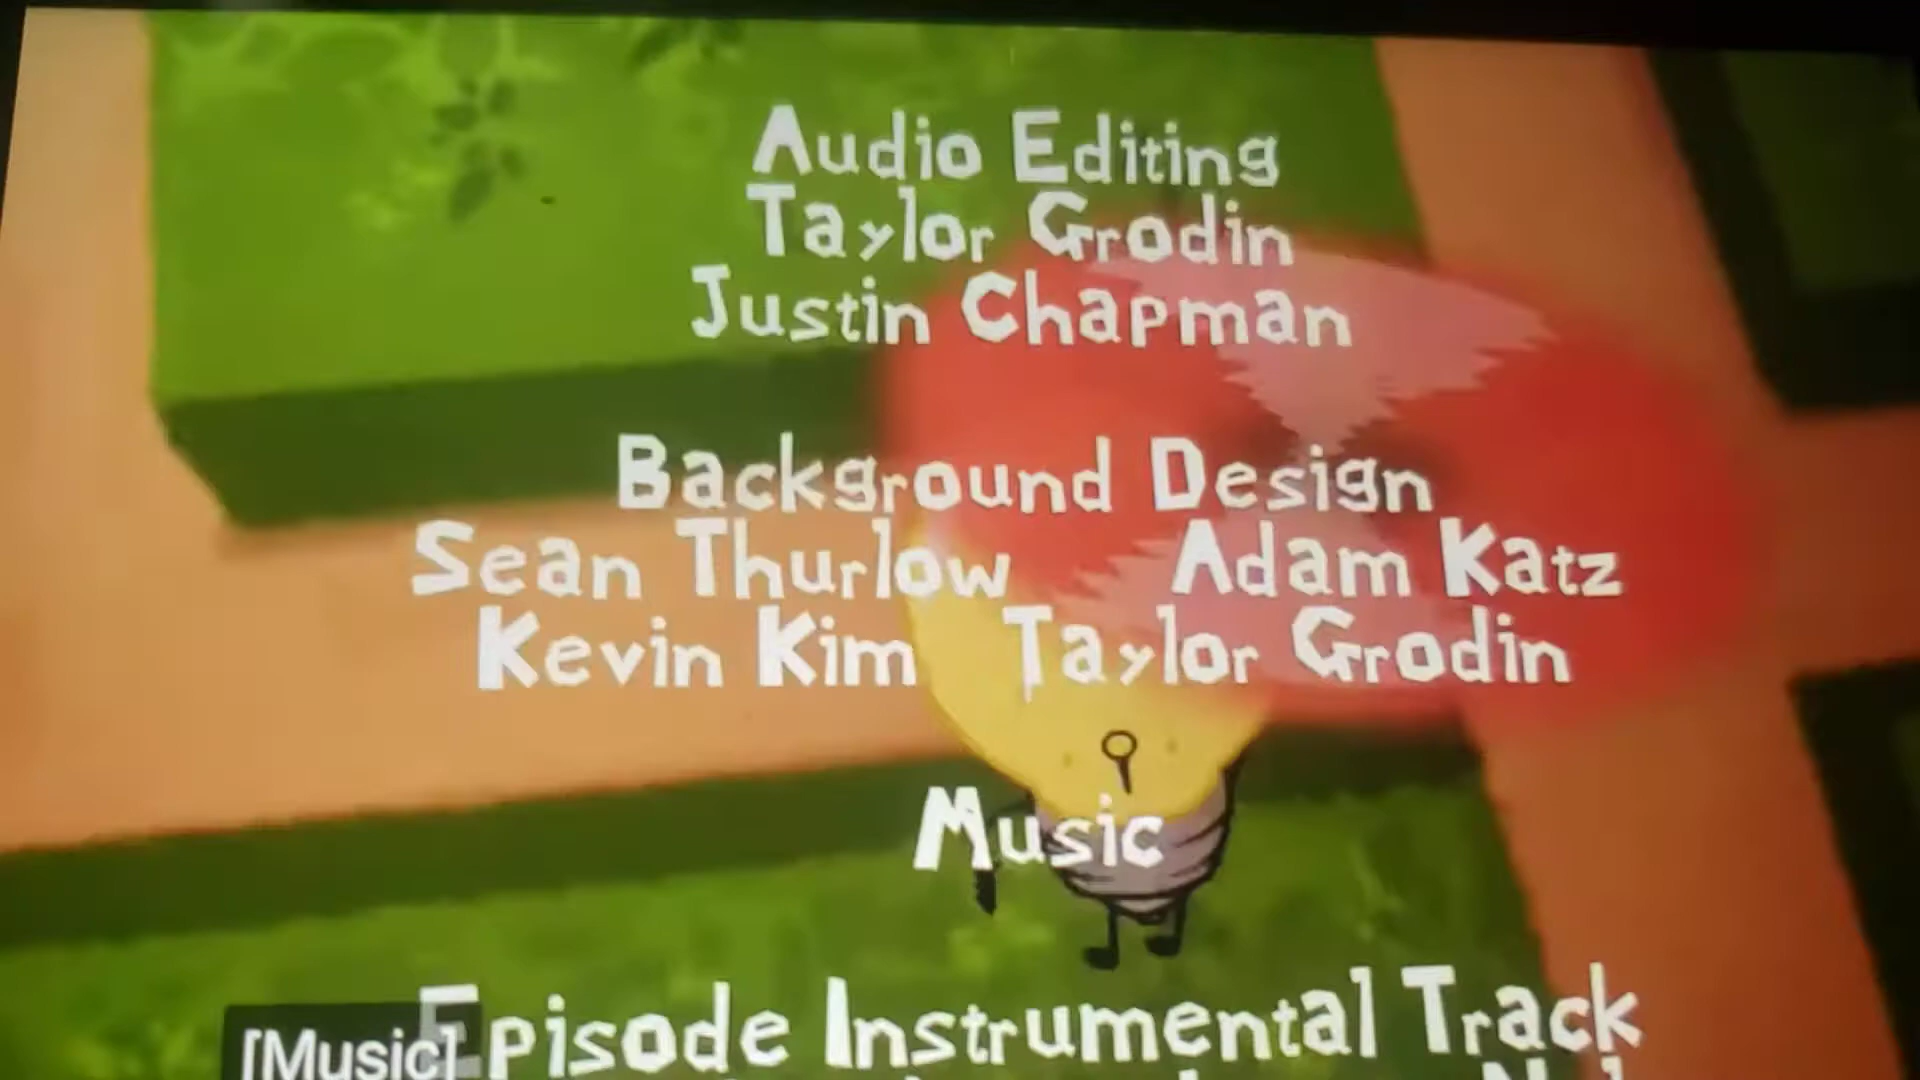 Audio Editing
Taylor Grodin
Justin Chapman
Background Design
Sean Thurlow Adam Katz
Kevin Kim Taylor Grodin
Music
Episode Instrumental Track
[Music]